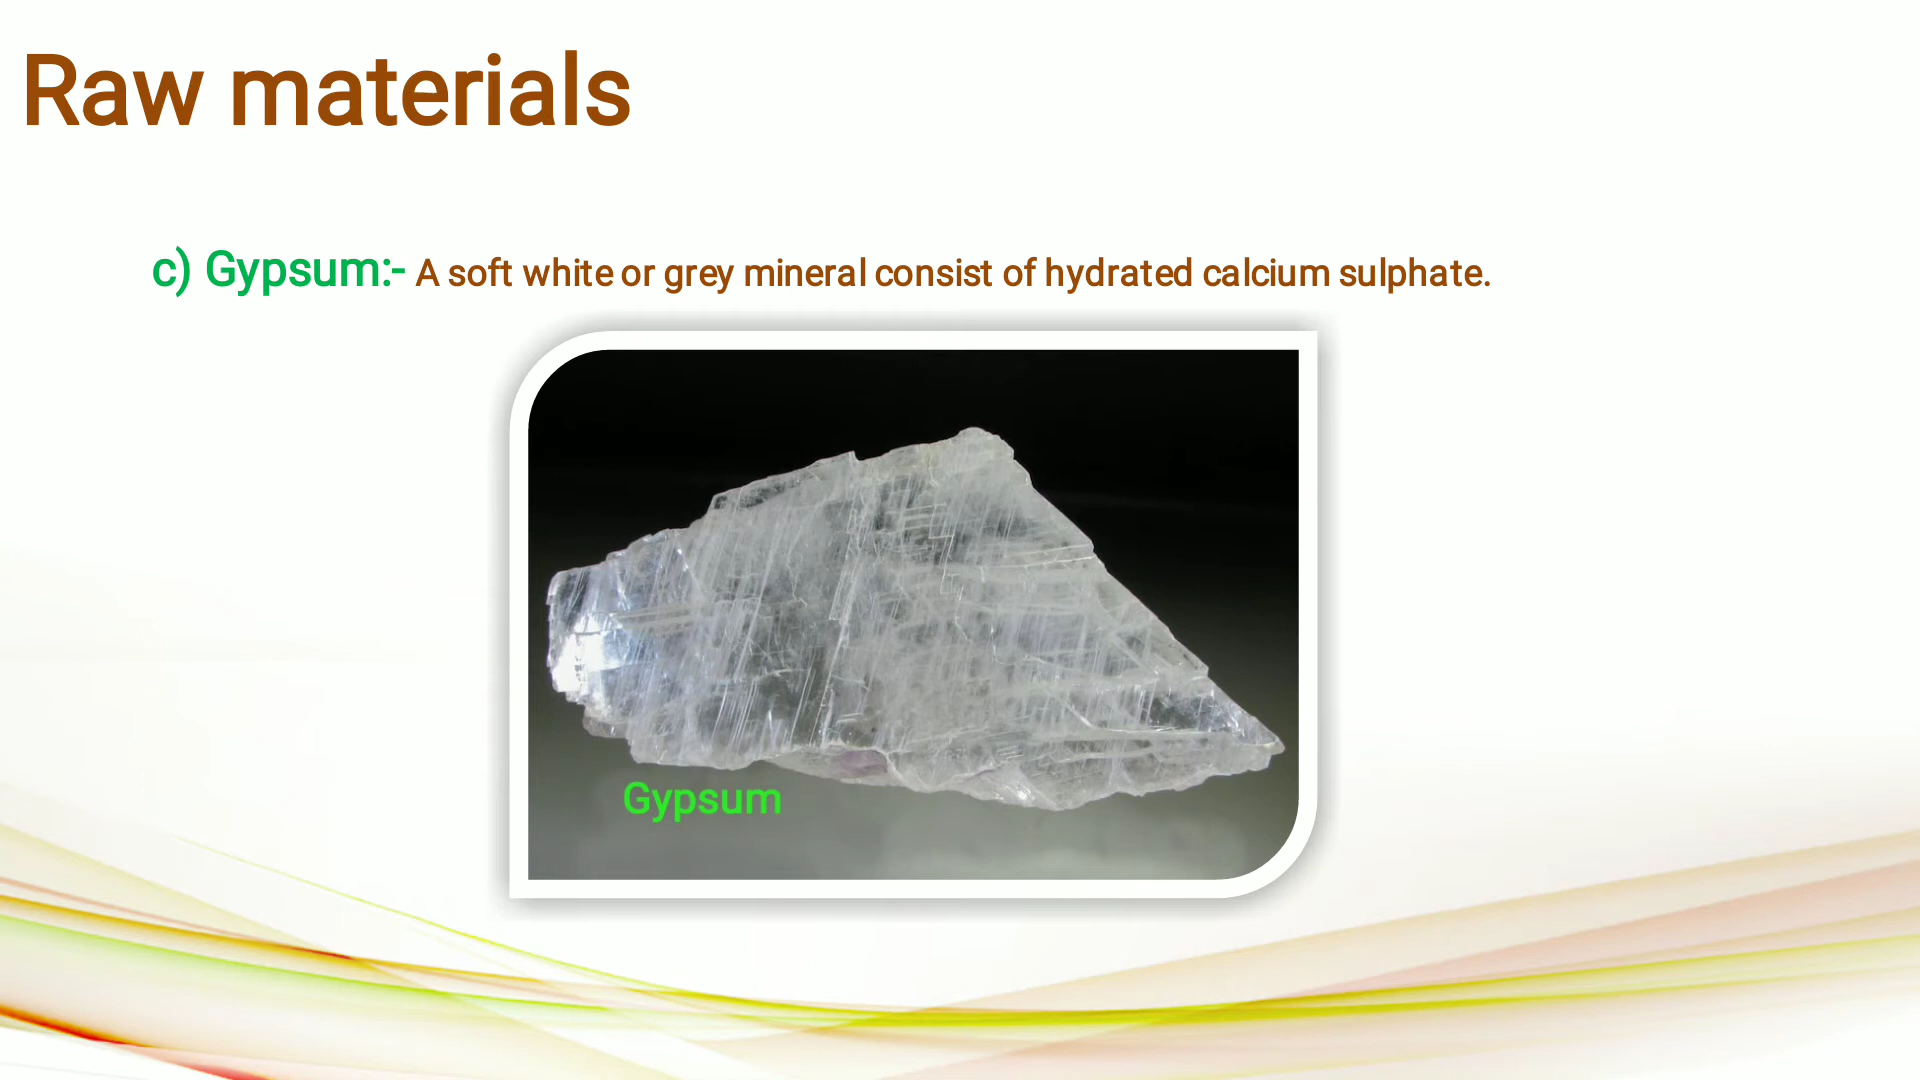 Raw materials
c) Gypsum:- A soft white or grey mineral consist of hydrated calcium sulphate.
Gypsum